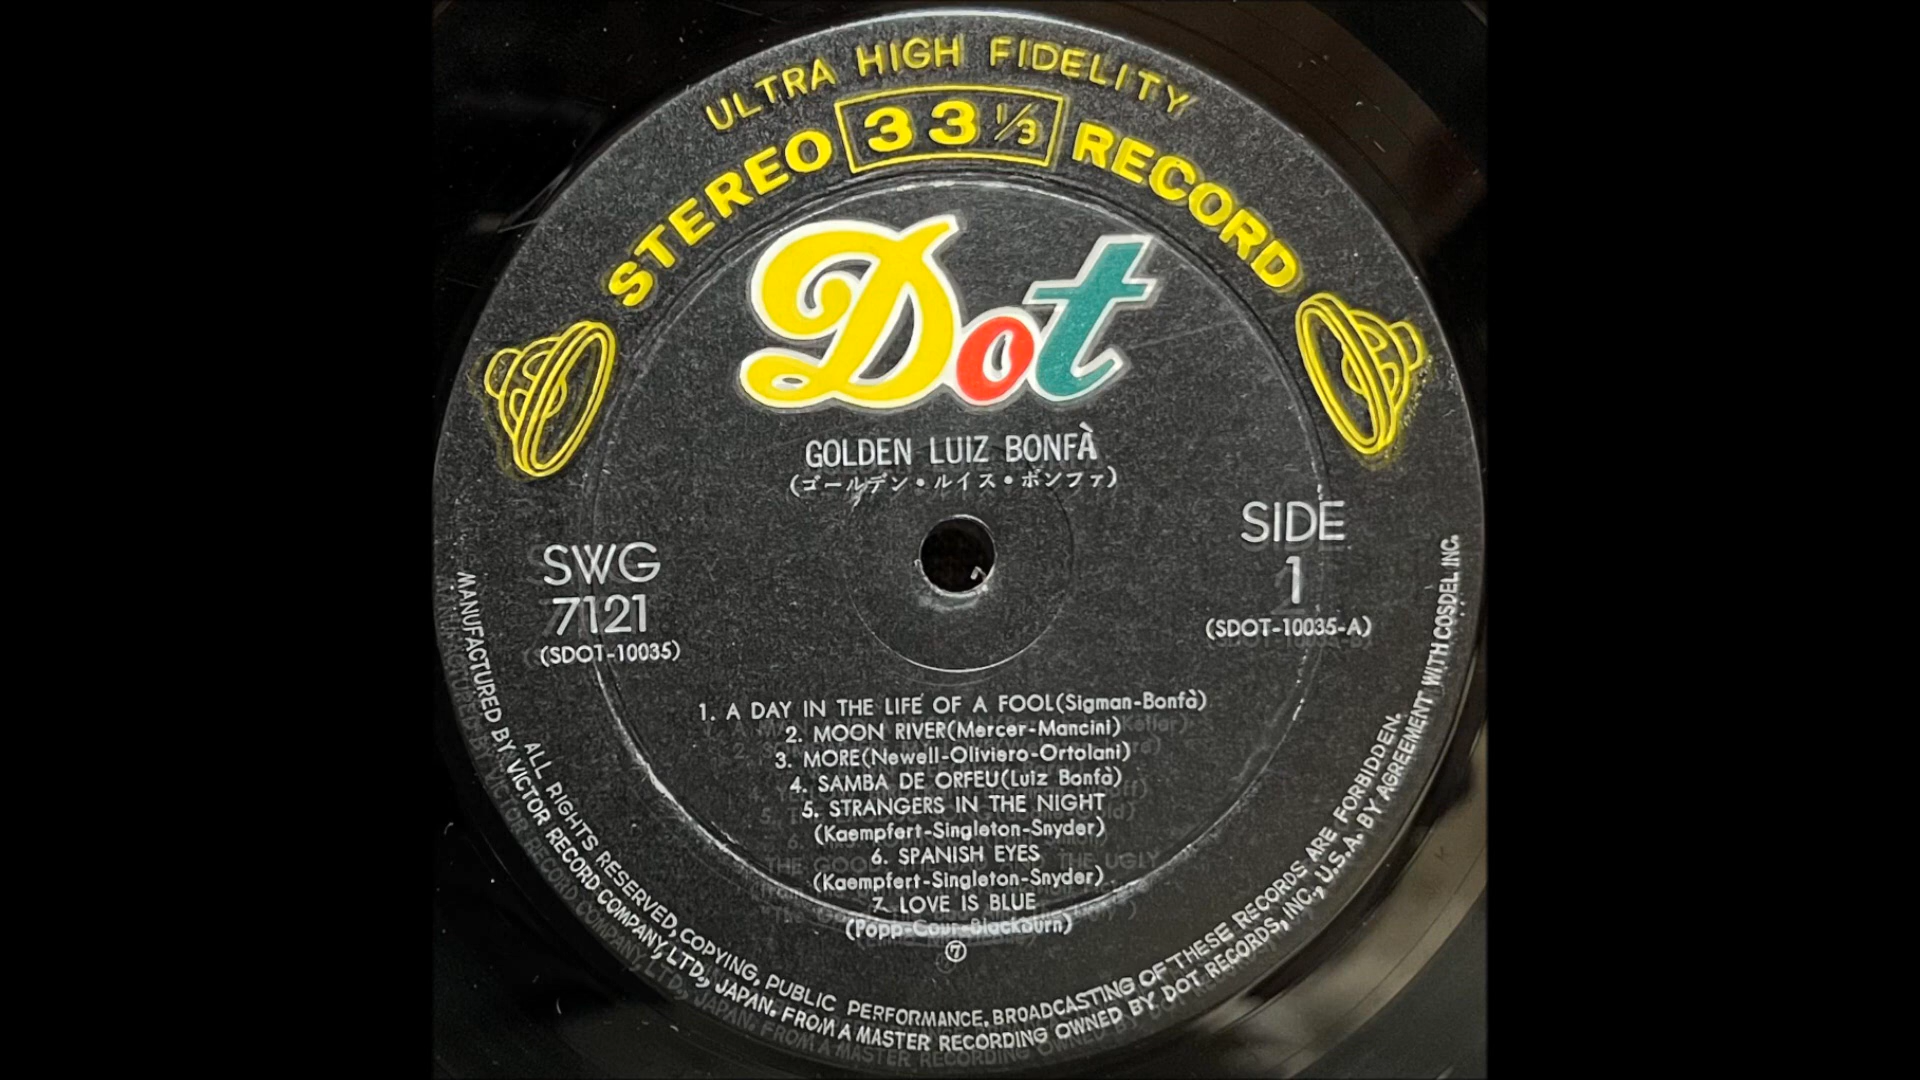 ULTRA HIGH FIDELITY
STEREO 33 1/3 RECORD
Dot
GOLDEN LUIZ BONFÀ
(ゴールデン・ルイス・ボンファ)
SWG
7121
(SDOT-10035)
SIDE
1
(SDOT-10035-A)
1. A DAY IN THE LIFE OF A FOOL(Sigman-Bonfà)
2. MOON RIVER(Mercer-Mancini)
3. MORE(Newell-Oliviero-Ortolani)
4. SAMBA DE ORFEU(Luiz Bonfà)
5. STRANGERS IN THE NIGHT
(Kaempfert-Singleton-Snyder)
6. SPANISH EYES
(Kaempfert-Singleton-Snyder)
7. LOVE IS BLUE
(Popp-Cour-Blackburn)
㋐
ALL RIGHTS RESERVED, COPYING, PUBLIC PERFORMANCE, BROADCASTING OF THESE RECORDS ARE FORBIDDEN.
MANUFACTURED BY VICTOR RECORD COMPANY, LTD., JAPAN. FROM A MASTER RECORDING OWNED BY DOT RECORDS, INC., U.S.A. BY AGREEMENT WITH COSDEL INC.